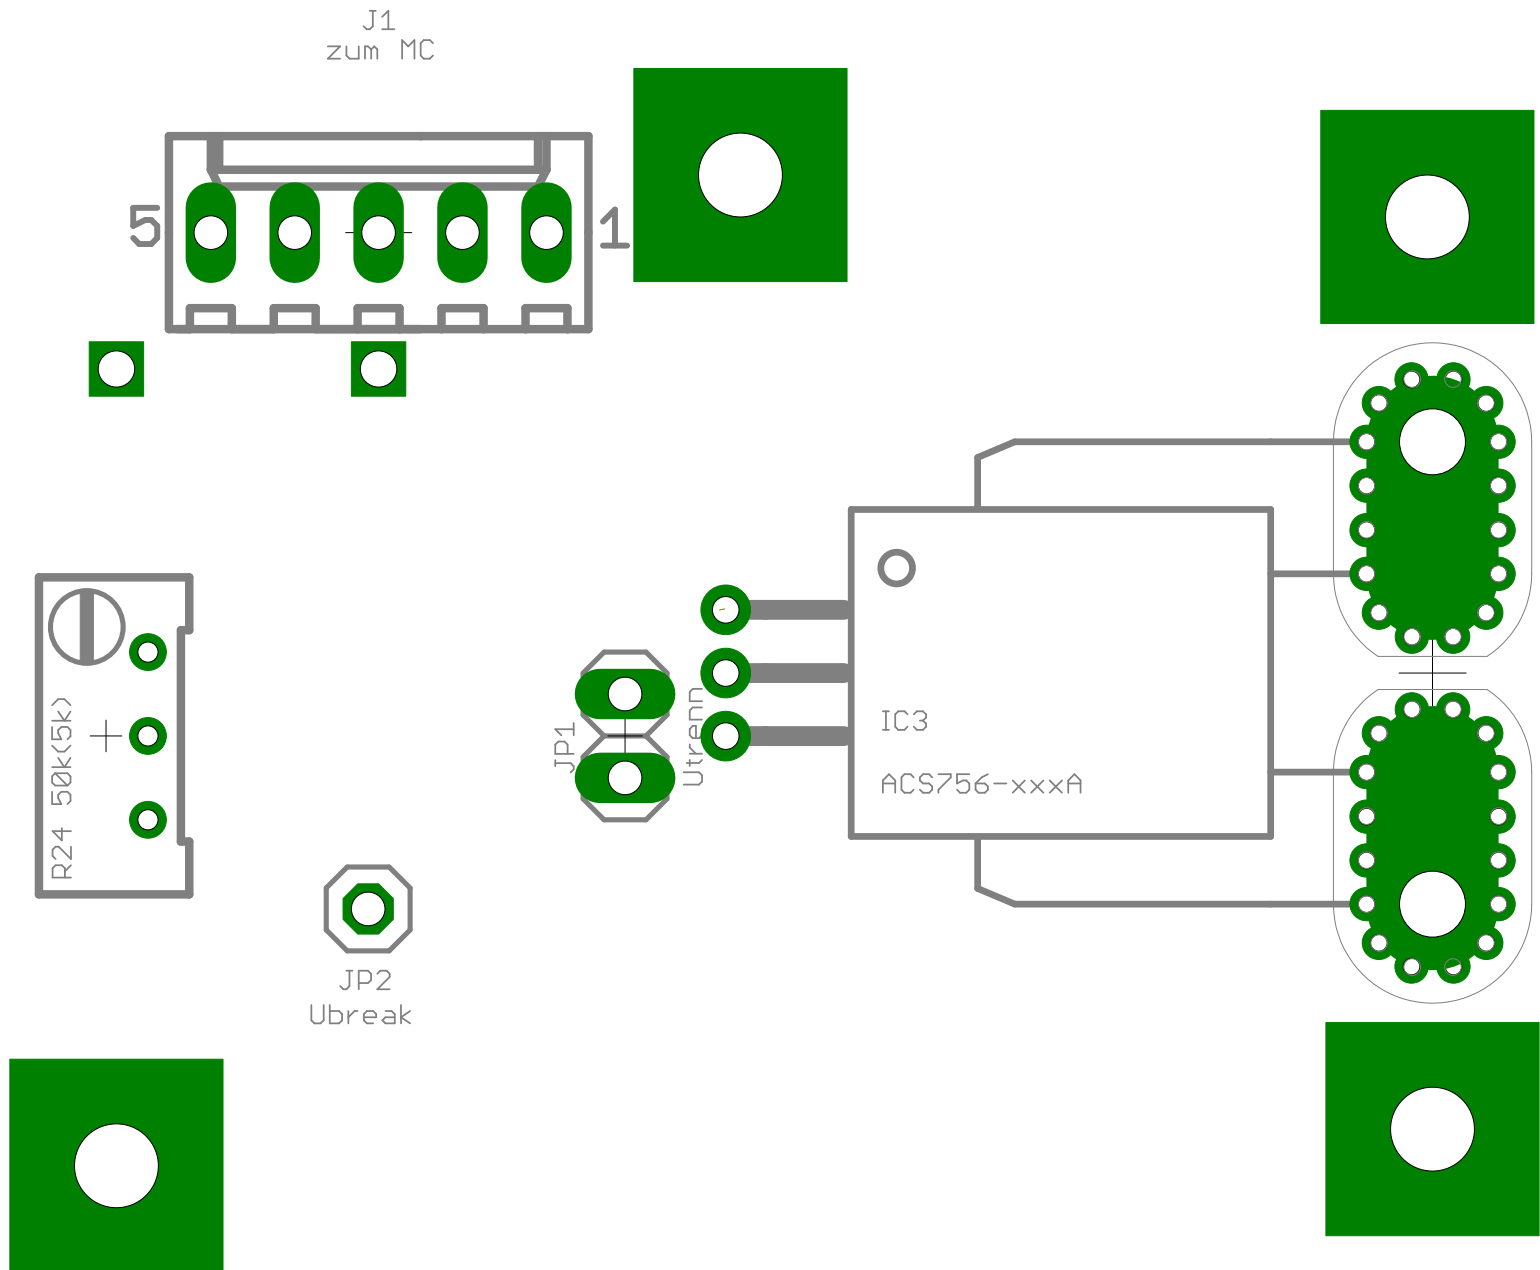 J1
zum MC
5
1
R24 50k(5k)
JP1
Utrenn
IC3
ACS756-xxxA
JP2
Ubreak